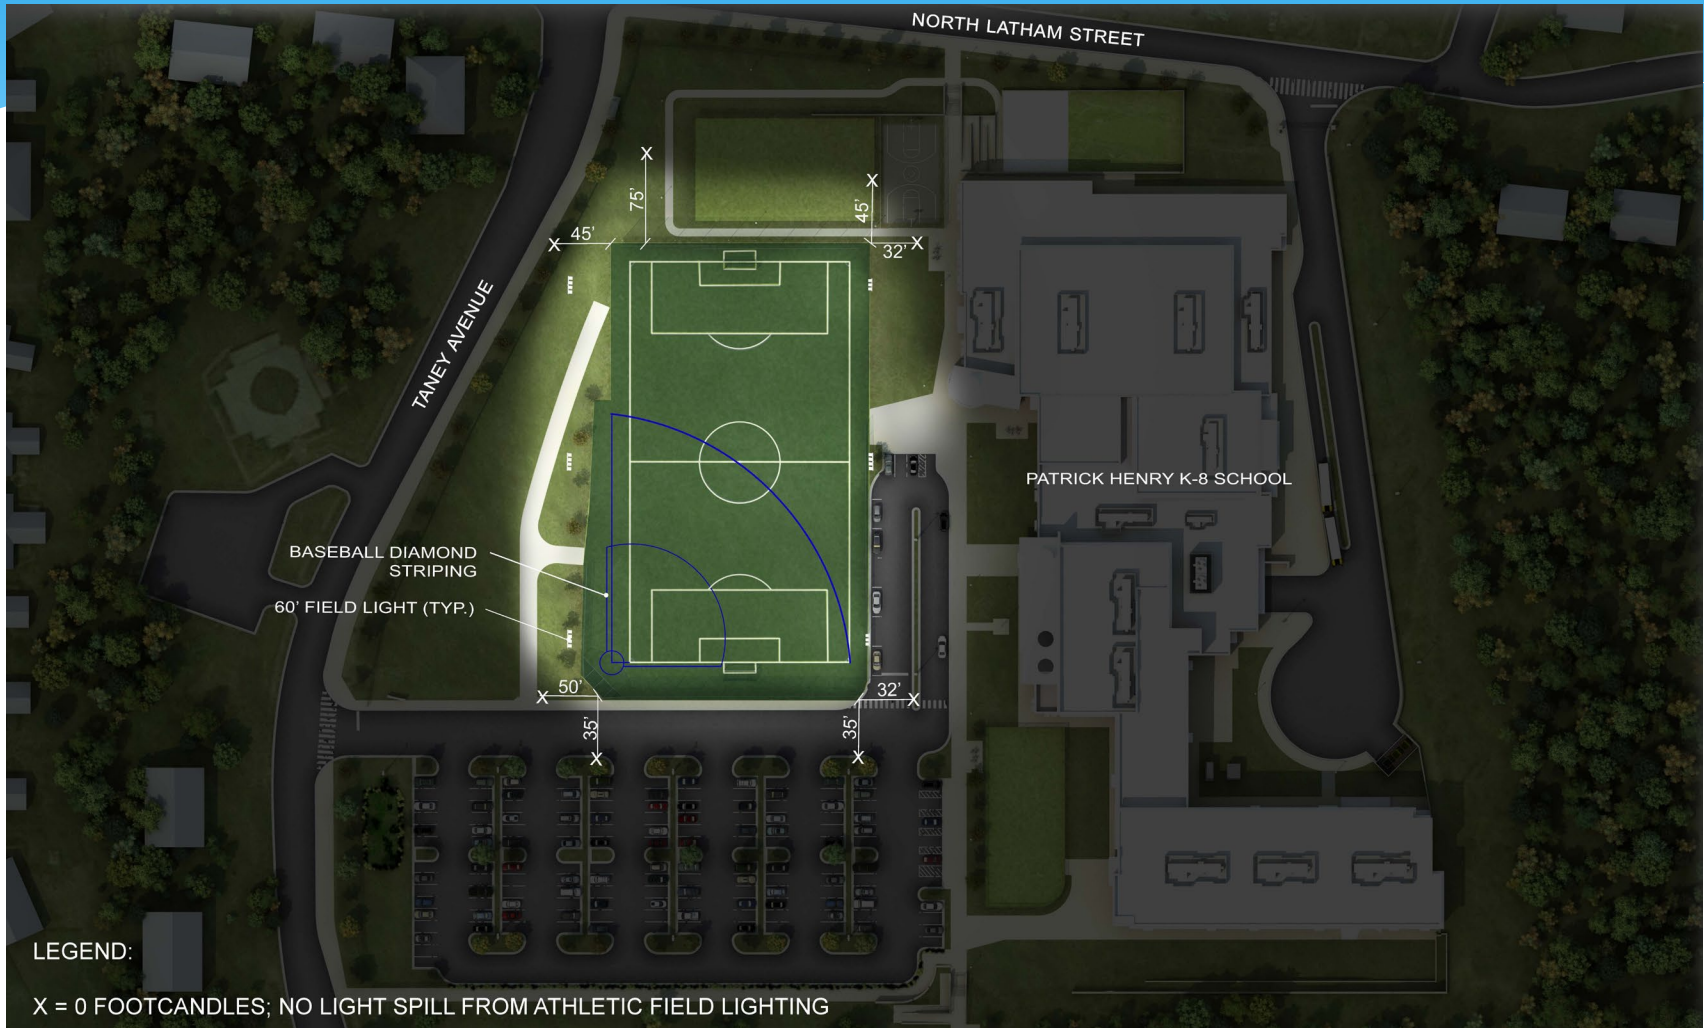 NORTH LATHAM STREET
X
X
75'
45'
X
45'
X
32'
X
TANEY AVENUE
PATRICK HENRY K-8 SCHOOL
BASEBALL DIAMOND
STRIPING
60' FIELD LIGHT (TYP.)
X
50'
32'
X
35'
35'
X
X
LEGEND:
X = 0 FOOTCANDLES; NO LIGHT SPILL FROM ATHLETIC FIELD LIGHTING